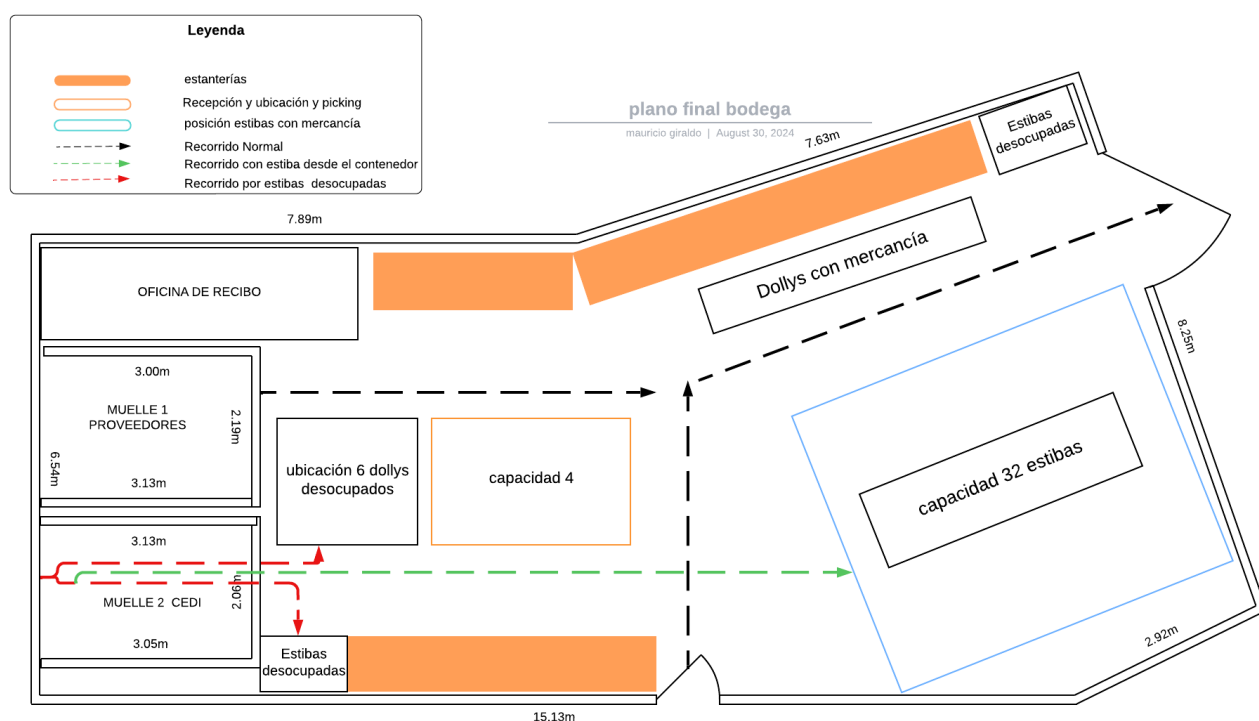 Leyenda
estanterías
Recepción y ubicación y picking
posición estibas con mercancía
Recorrido Normal
Recorrido con estiba desde el contenedor
Recorrido por estibas desocupadas
plano final bodega
mauricio giraldo | August 30, 2024
7.63m
Estibas
desocupadas
7.89m
OFICINA DE RECIBO
Dollys con mercancía
8.25m
3.00m
MUELLE 1
PROVEEDORES
2.19m
6.54m
3.13m
ubicación 6 dollys
desocupados
capacidad 4
capacidad 32 estibas
3.13m
MUELLE 2 CEDI
2.06m
3.05m
Estibas
desocupadas
2.92m
15.13m